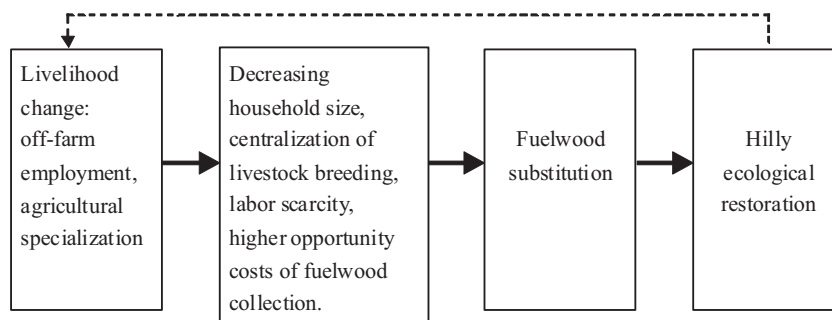 Livelihood
change:
off-farm
employment,
agricultural
specialization
Decreasing
household size,
centralization of
livestock breeding,
labor scarcity,
higher opportunity
costs of fuelwood
collection.
Fuelwood
substitution
Hilly
ecological
restoration